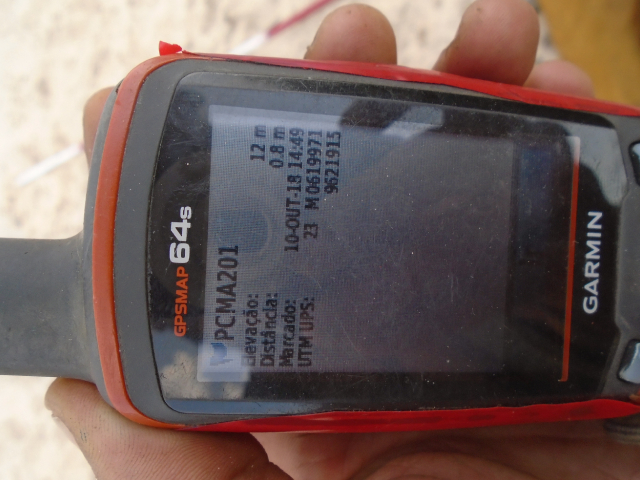 GPSMAP 64s
PCMA201
Elevação: 12 m
Distância: 0.8 m
Marcado: 10-OUT-18 14:49
UTM UPS: 23 M 0619971
9621915
GARMIN